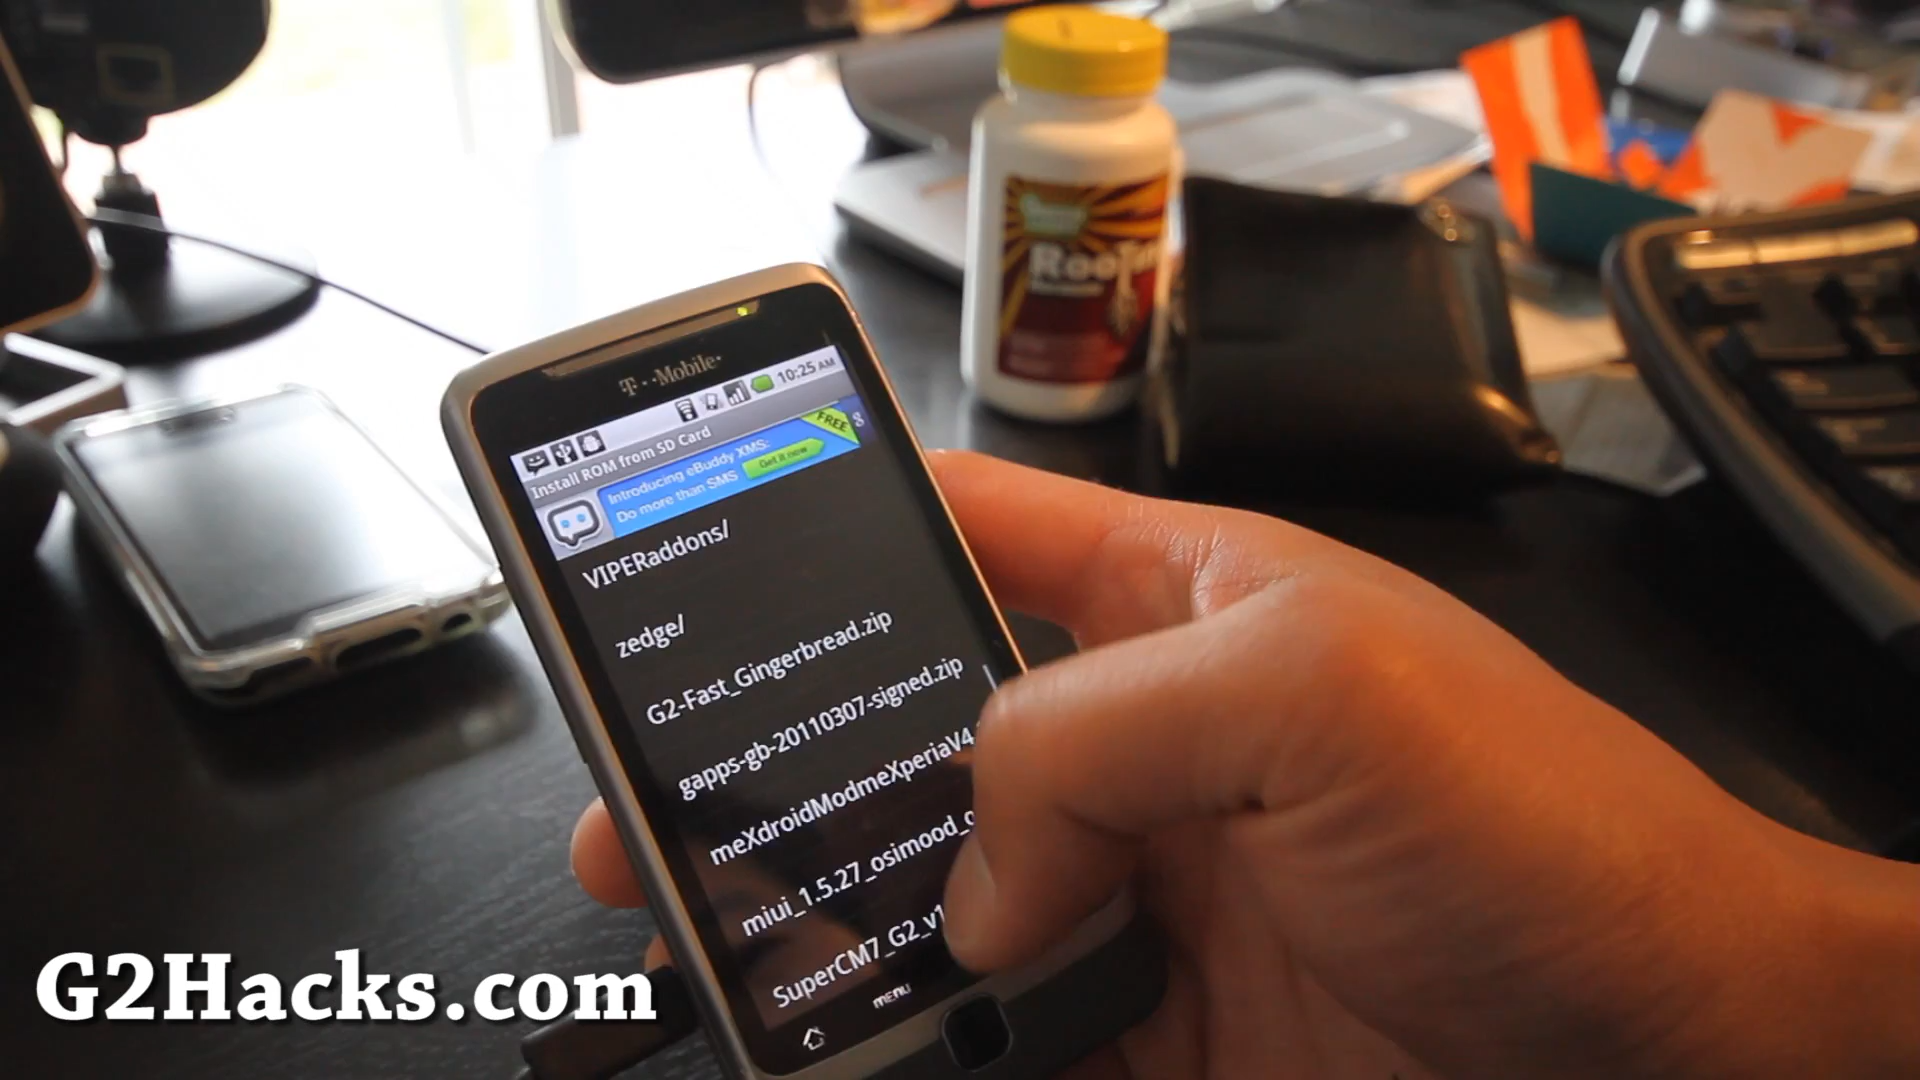 T··Mobile·
10:25 AM
Install ROM from SD Card
Introducing eBuddy XMS:
Do more than SMS
Get it now
FREE
g
VIPERaddons/
zedge/
G2-Fast_Gingerbread.zip
gapps-gb-20110307-signed.zip
meXdroidModmeXperiaV4.
miui_1.5.27_osimood_
SuperCM7_G2_v1
MENU
G2Hacks.com